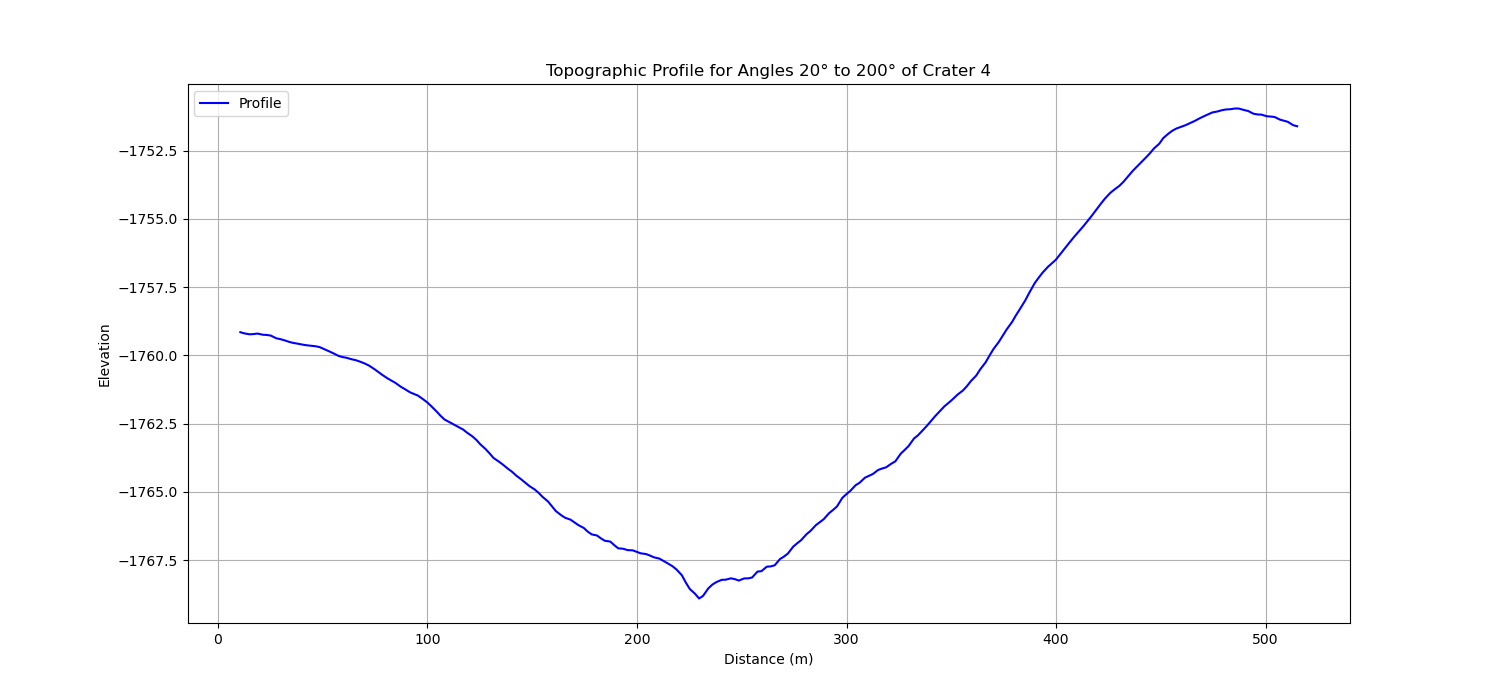 Topographic Profile for Angles 20° to 200° of Crater 4
Profile
−1752.5
−1755.0
−1757.5
−1760.0
−1762.5
−1765.0
−1767.5
Elevation
0 100 200 300 400 500
Distance (m)